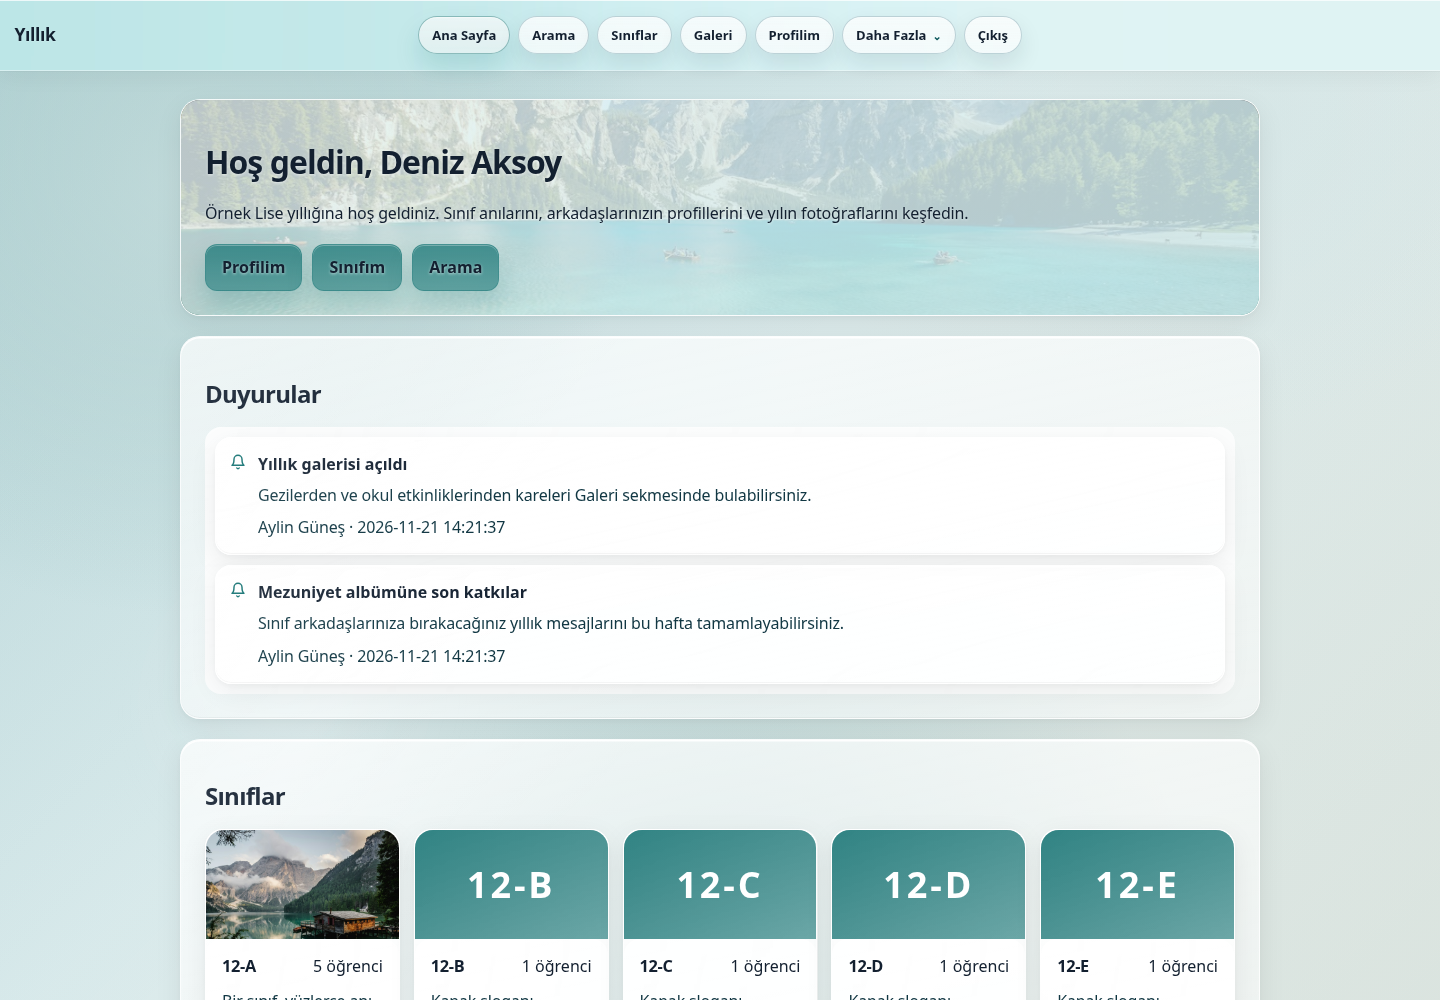 Yıllık
Ana Sayfa
Arama
Sınıflar
Galeri
Profilim
Daha Fazla
Çıkış
Hoş geldin, Deniz Aksoy
Örnek Lise yıllığına hoş geldiniz. Sınıf anılarını, arkadaşlarınızın profillerini ve yılın fotoğraflarını keşfedin.
Profilim
Sınıfım
Arama
Duyurular
Yıllık galerisi açıldı
Gezilerden ve okul etkinliklerinden kareleri Galeri sekmesinde bulabilirsiniz.
Aylin Güneş · 2026-11-21 14:21:37
Mezuniyet albümüne son katkılar
Sınıf arkadaşlarınıza bırakacağınız yıllık mesajlarını bu hafta tamamlayabilirsiniz.
Aylin Güneş · 2026-11-21 14:21:37
Sınıflar
12-B
12-C
12-D
12-E
12-A 5 öğrenci
12-B 1 öğrenci
12-C 1 öğrenci
12-D 1 öğrenci
12-E 1 öğrenci